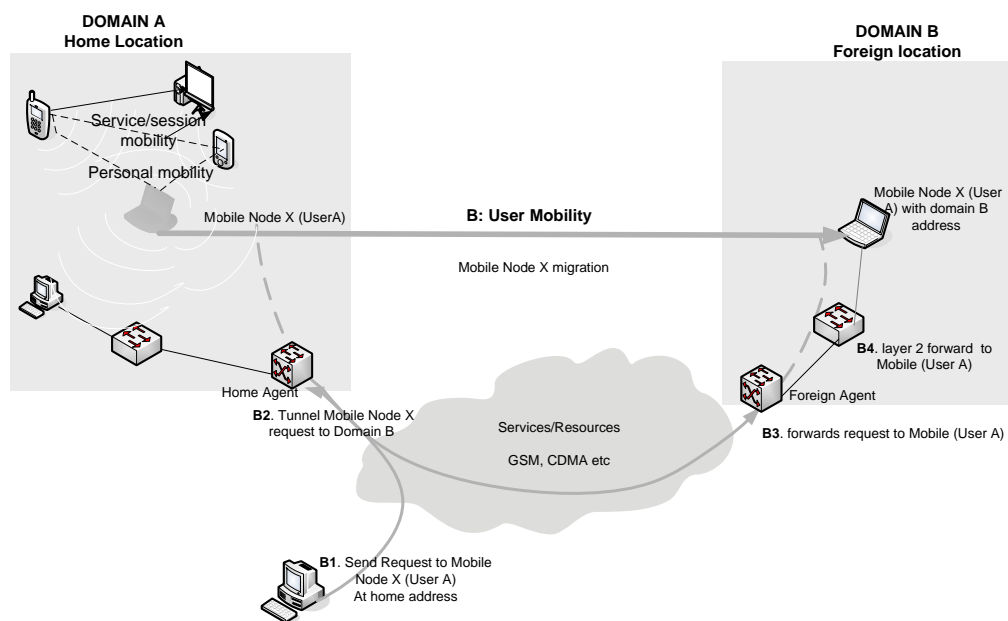 DOMAIN A
Home Location
DOMAIN B
Foreign location
Service/session
mobility
Personal mobility
Mobile Node X (UserA)
B: User Mobility
Mobile Node X migration
Mobile Node X (User
A) with domain B
address
B4. layer 2 forward to
Mobile (User A)
Home Agent
Foreign Agent
B2. Tunnel Mobile Node X
request to Domain B
B3. forwards request to Mobile (User A)
Services/Resources
GSM, CDMA etc
B1. Send Request to Mobile
Node X (User A)
At home address